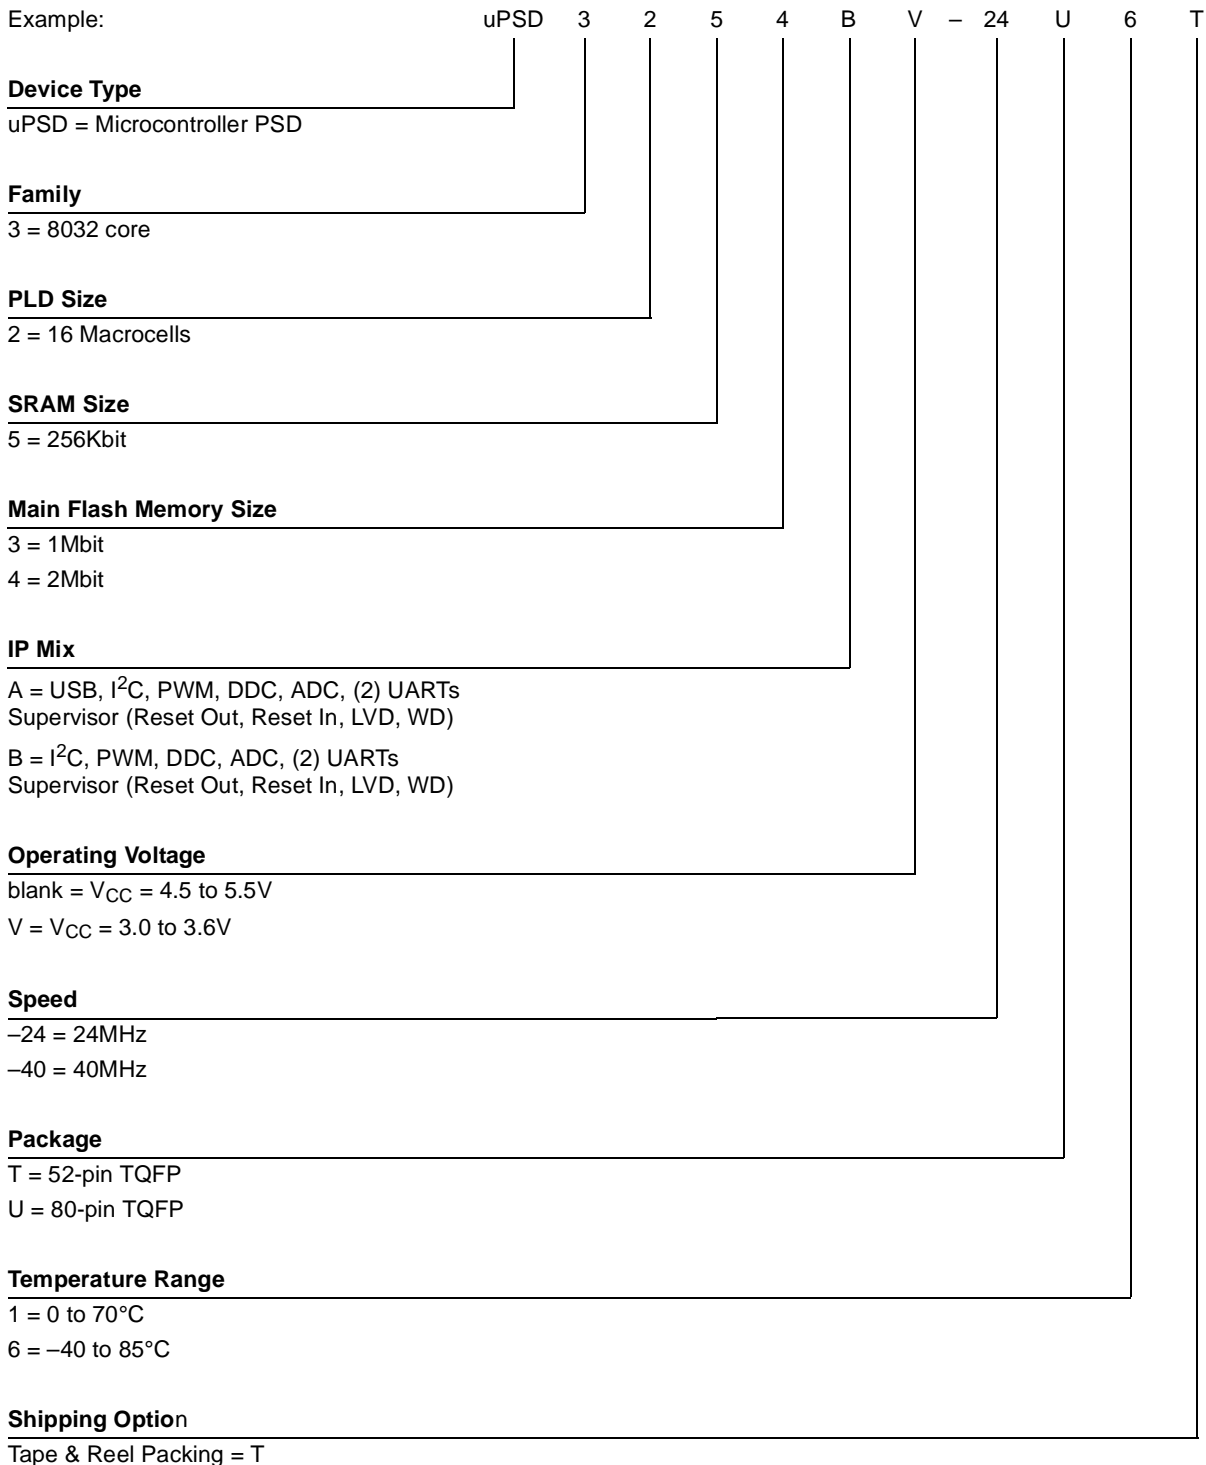 Example: uPSD 3 2 5 4 B V – 24 U 6 T
Device Type
uPSD = Microcontroller PSD
Family
3 = 8032 core
PLD Size
2 = 16 Macrocells
SRAM Size
5 = 256Kbit
Main Flash Memory Size
3 = 1Mbit
4 = 2Mbit
IP Mix
A = USB, I²C, PWM, DDC, ADC, (2) UARTs
Supervisor (Reset Out, Reset In, LVD, WD)
B = I²C, PWM, DDC, ADC, (2) UARTs
Supervisor (Reset Out, Reset In, LVD, WD)
Operating Voltage
blank = VCC = 4.5 to 5.5V
V = VCC = 3.0 to 3.6V
Speed
–24 = 24MHz
–40 = 40MHz
Package
T = 52-pin TQFP
U = 80-pin TQFP
Temperature Range
1 = 0 to 70°C
6 = –40 to 85°C
Shipping Option
Tape & Reel Packing = T